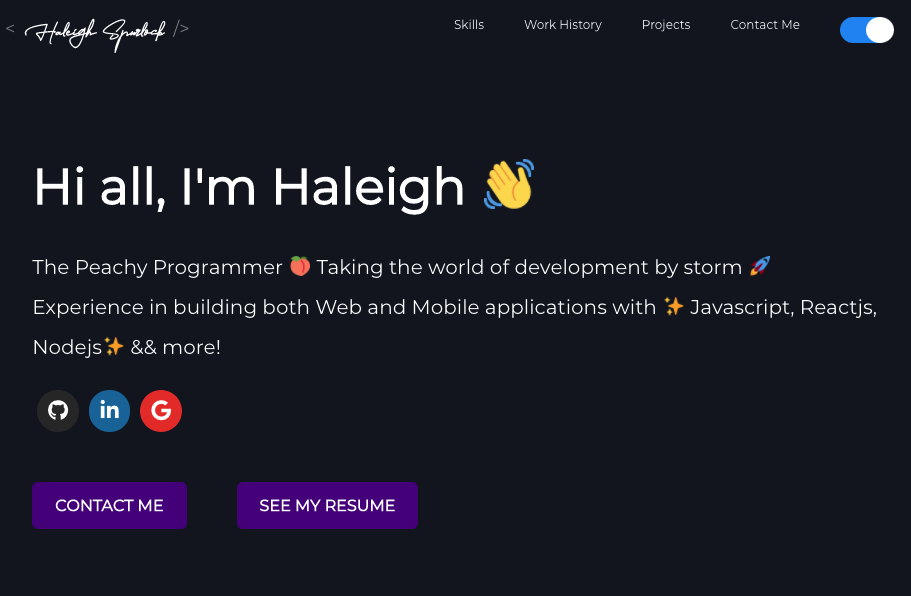 < Haleigh Spurlock />
Skills
Work History
Projects
Contact Me
Hi all, I'm Haleigh 👋
The Peachy Programmer 🍑 Taking the world of development by storm 🚀
Experience in building both Web and Mobile applications with ✨ Javascript, Reactjs,
Nodejs✨ && more!
in
G
CONTACT ME
SEE MY RESUME